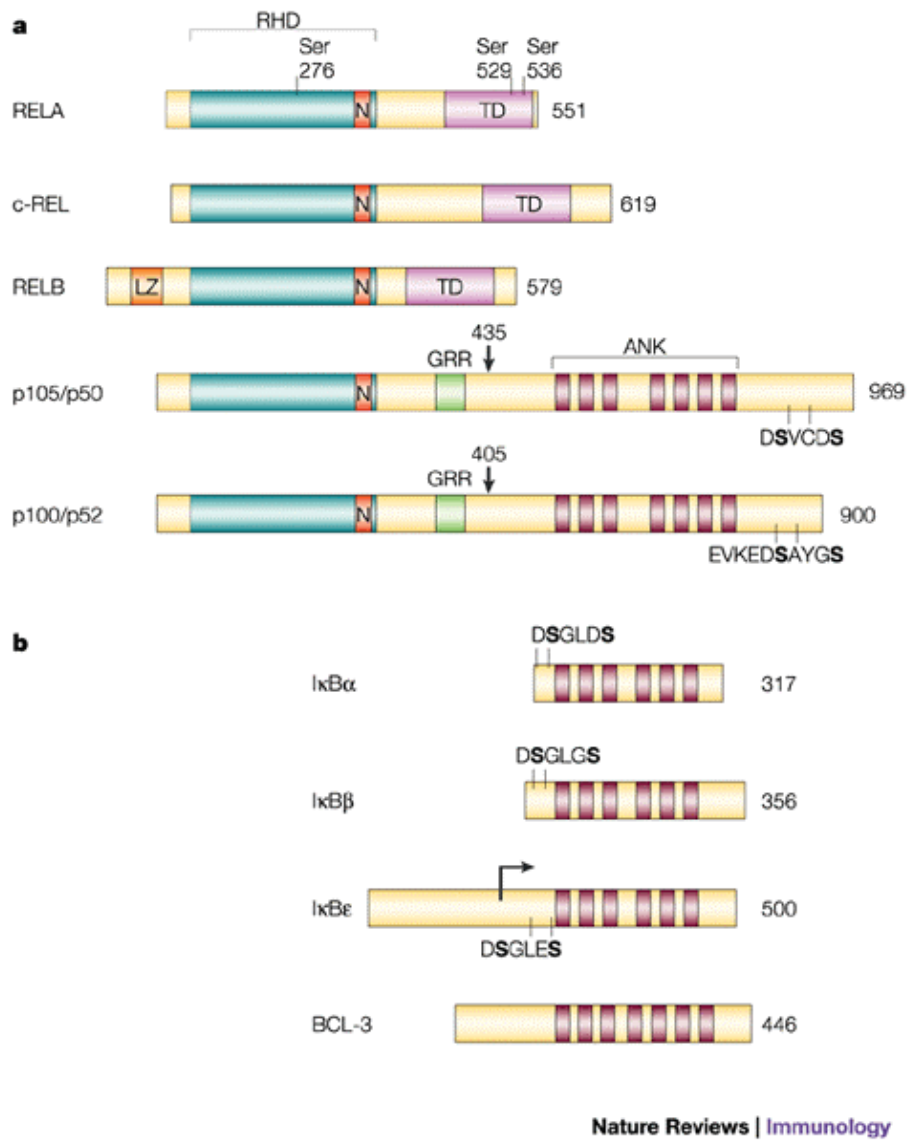 a
RHD
Ser
276
Ser
529
Ser
536
RELA
N
TD
551
c-REL
N
TD
619
RELB
LZ
N
TD
579
435
GRR
ANK
p105/p50
N
969
DSVCDS
405
GRR
p100/p52
N
900
EVKEDSAYGS
b
DSGLDS
IκBα
317
DSGLGS
IκBβ
356
IκBε
500
DSGLES
BCL-3
446
Nature Reviews | Immunology